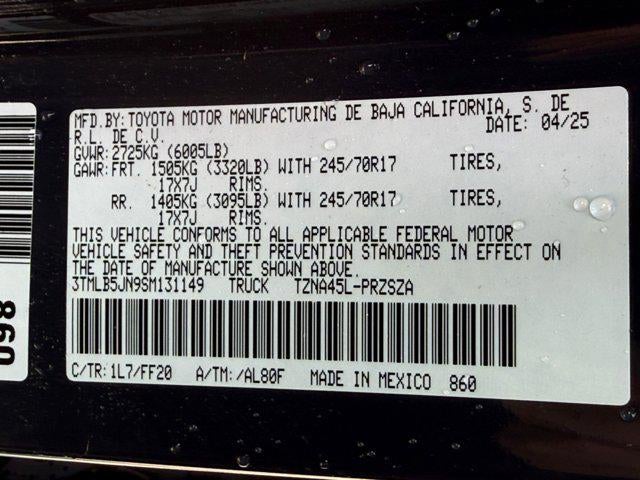 MFD.BY:TOYOTA MOTOR MANUFACTURING DE BAJA CALIFORNIA, S. DE
R.L. DE C.V. DATE: 04/25
GVWR:2725KG (6005LB)
GAWR:FRT. 1505KG (3320LB) WITH 245/70R17 TIRES,
17X7J RIMS.
RR. 1405KG (3095LB) WITH 245/70R17 TIRES,
17X7J RIMS.
THIS VEHICLE CONFORMS TO ALL APPLICABLE FEDERAL MOTOR
VEHICLE SAFETY AND THEFT PREVENTION STANDARDS IN EFFECT ON
THE DATE OF MANUFACTURE SHOWN ABOVE.
3TMLB5JN9SM131149 TRUCK TZNA45L-PRZSZA
C/TR:1L7/FF20 A/TM:/AL80F MADE IN MEXICO 860
098